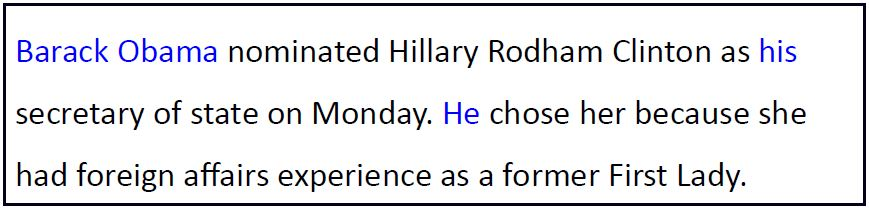 Barack Obama nominated Hillary Rodham Clinton as his
secretary of state on Monday. He chose her because she
had foreign affairs experience as a former First Lady.